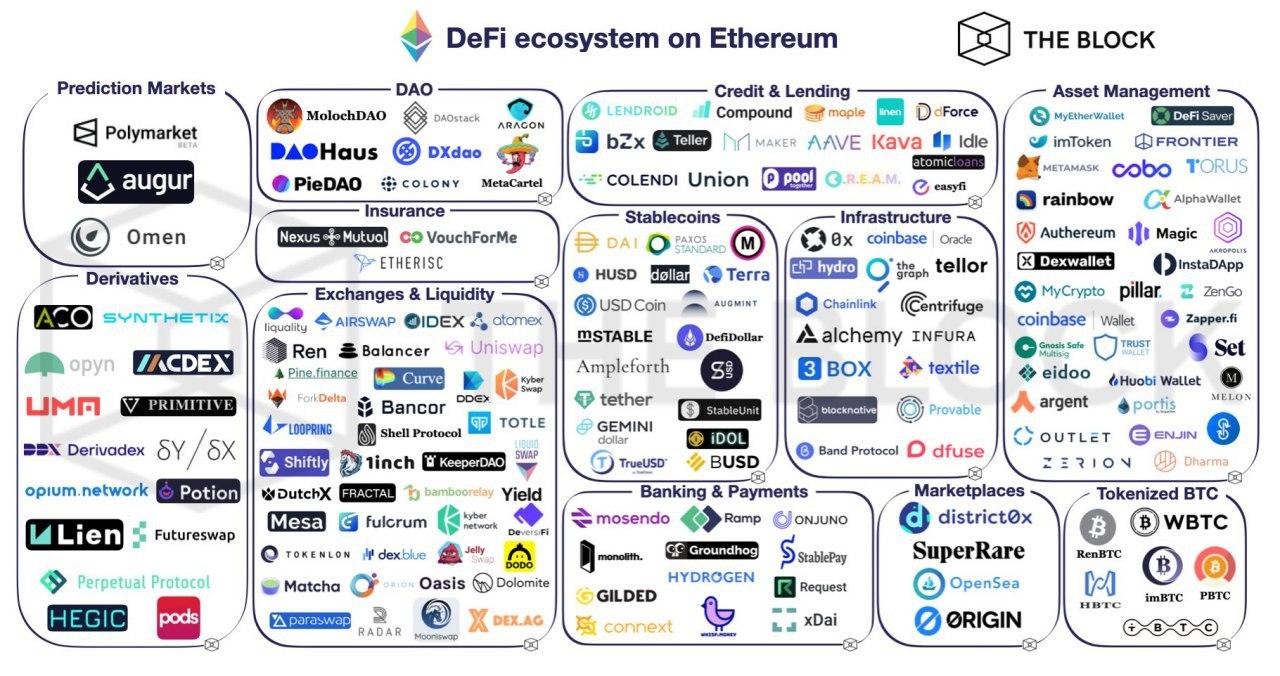 DeFi ecosystem on Ethereum
THE BLOCK
Prediction Markets
Polymarket
BETA
augur
Omen
DAO
MolochDAO DAOstack ARAGON
DAOHaus DXdao
PieDAO COLONY MetaCartel
Insurance
Nexus Mutual VouchForMe
ETHERISC
Credit & Lending
LENDROID Compound maple linen dForce
bZx Teller MAKER AAVE Kava Idle
atomicloans
COLENDI Union pool together C.R.E.A.M. easyfi
Asset Management
MyEtherWallet DeFi Saver
imToken FRONTIER
METAMASK cobo TORUS
rainbow AlphaWallet
Authereum Magic AKROPOLIS
Dexwallet InstaDApp
MyCrypto pillar. ZenGo
coinbase | Wallet Zapper.fi
Gnosis Safe Multisig TRUST WALLET Set
eidoo Huobi Wallet MELON
argent portis
OUTLET ENJIN
ZERION Dharma
Derivatives
ACO SYNTHETIX
opyn MCDEX
UMA PRIMITIVE
DDX Derivadex δY/δX
opium.network Potion
Lien Futureswap
Perpetual Protocol
HEGIC pods
Exchanges & Liquidity
liquality AIRSWAP IDEX atomex
Ren Balancer Uniswap
Pine.finance Curve DDEX Kyber Swap
ForkDelta Bancor
LOOPRING Shell Protocol TOTLE
Shiftly 1inch KeeperDAO LIQUID SWAP
DutchX FRACTAL bamboorelay Yield
Mesa fulcrum kyber network DeversiFi
TOKENLON dex.blue Jelly Swap DODO
Matcha ORION Oasis Dolomite
paraswap RADAR Mooniswap DEX.AG
Stablecoins
DAI PAXOS STANDARD M
HUSD døllar Terra
USD Coin AUGMINT
mSTABLE DefiDollar
Ampleforth sUSD
tether StableUnit
GEMINI dollar iDOL
TrueUSD BUSD
Infrastructure
0x coinbase | Oracle
hydro the graph tellor
Chainlink Centrifuge
alchemy INFURA
3BOX textile
blocknative Provable
Band Protocol dfuse
Banking & Payments
mosendo Ramp ONJUNO
monolith. Groundhog StablePay
HYDROGEN
GILDED Request
connext WHISP.MONEY xDai
Marketplaces
district0x
SuperRare
OpenSea
ORIGIN
Tokenized BTC
RenBTC WBTC
HBTC imBTC PBTC
TBTC
THE BLOCK